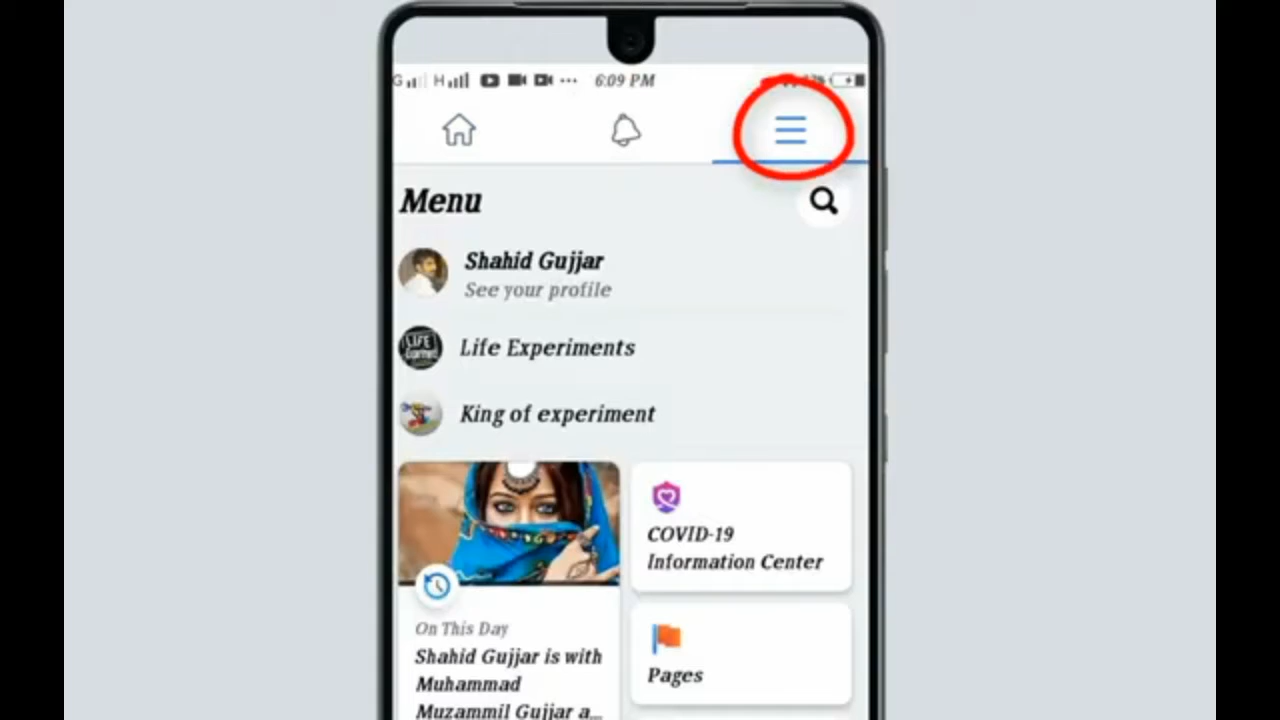 G H 6:09 PM
Menu
Shahid Gujjar
See your profile
LIFE
Life Experiments
King of experiment
COVID-19
Information Center
On This Day
Shahid Gujjar is with
Muhammad
Muzammil Gujjar a...
Pages